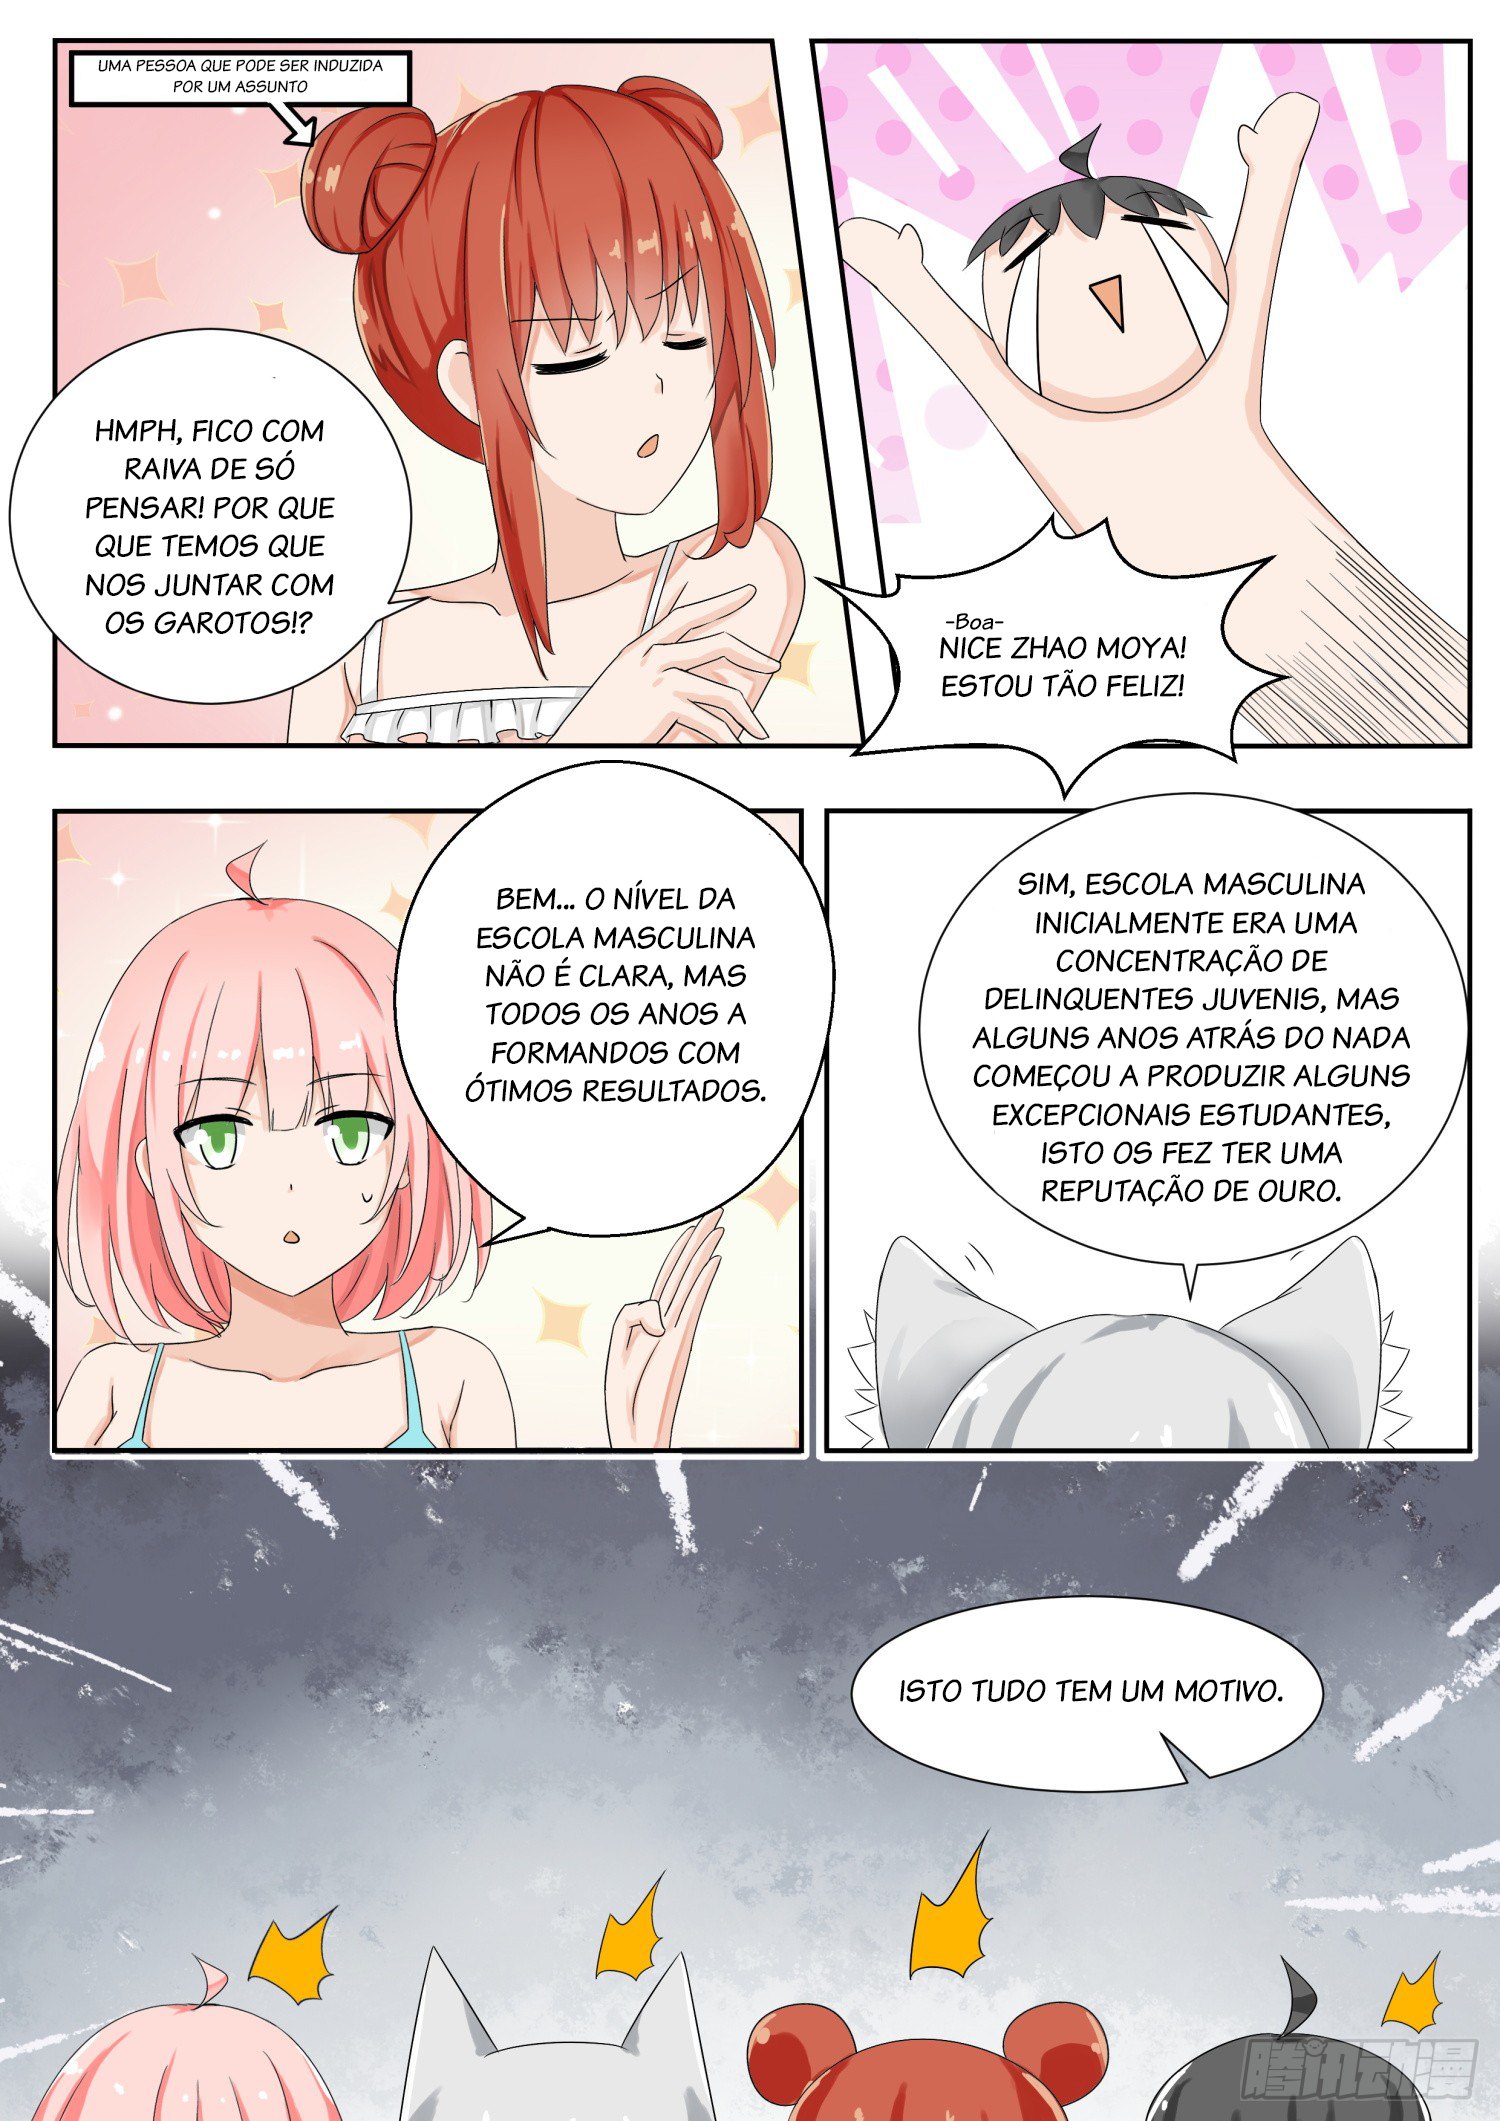 UMA PESSOA QUE PODE SER INDUZIDA
POR UM ASSUNTO
HMPH, FICO COM
RAIVA DE SÓ
PENSAR! POR QUE
QUE TEMOS QUE
NOS JUNTAR COM
OS GAROTOS!?
-Boa-
NICE ZHAO MOYA!
ESTOU TÃO FELIZ!
BEM... O NÍVEL DA
ESCOLA MASCULINA
NÃO É CLARA, MAS
TODOS OS ANOS A
FORMANDOS COM
ÓTIMOS RESULTADOS.
SIM, ESCOLA MASCULINA
INICIALMENTE ERA UMA
CONCENTRAÇÃO DE
DELINQUENTES JUVENIS, MAS
ALGUNS ANOS ATRÁS DO NADA
COMEÇOU A PRODUZIR ALGUNS
EXCEPCIONAIS ESTUDANTES,
ISTO OS FEZ TER UMA
REPUTAÇÃO DE OURO.
ISTO TUDO TEM UM MOTIVO.
腾讯动漫